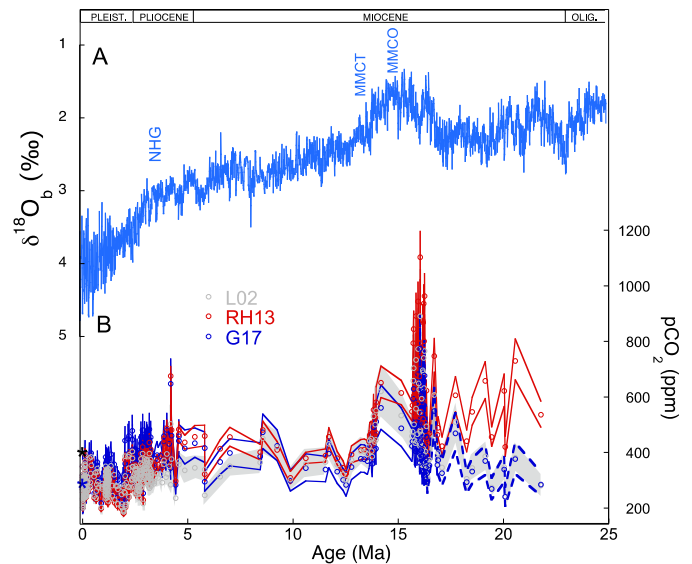 PLEIST. PLIOCENE MIOCENE OLIG.
1
A
MMCT
MMCO
2
NHG
δ18Ob (‰)
3
4
5
1200
1000
800
600
400
200
pCO2 (ppm)
B
L02
RH13
G17
*
*
0 5 10 15 20 25
Age (Ma)